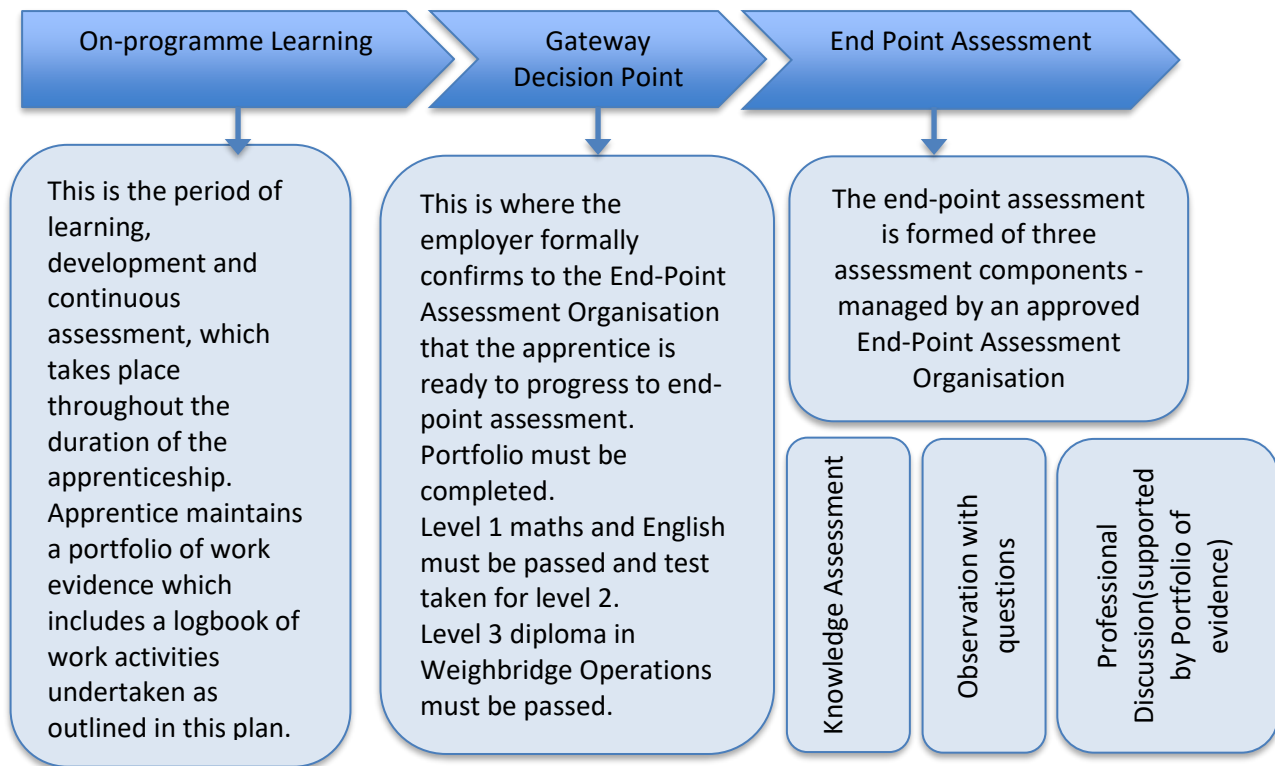 On-programme Learning
Gateway
Decision Point
End Point Assessment
This is the period of
learning,
development and
continuous
assessment, which
takes place
throughout the
duration of the
apprenticeship.
Apprentice maintains
a portfolio of work
evidence which
includes a logbook of
work activities
undertaken as
outlined in this plan.
This is where the
employer formally
confirms to the End-Point
Assessment Organisation
that the apprentice is
ready to progress to end-
point assessment.
Portfolio must be
completed.
Level 1 maths and English
must be passed and test
taken for level 2.
Level 3 diploma in
Weighbridge Operations
must be passed.
The end-point assessment
is formed of three
assessment components -
managed by an approved
End-Point Assessment
Organisation
Knowledge Assessment
Observation with
questions
Professional
Discussion(supported
by Portfolio of
evidence)